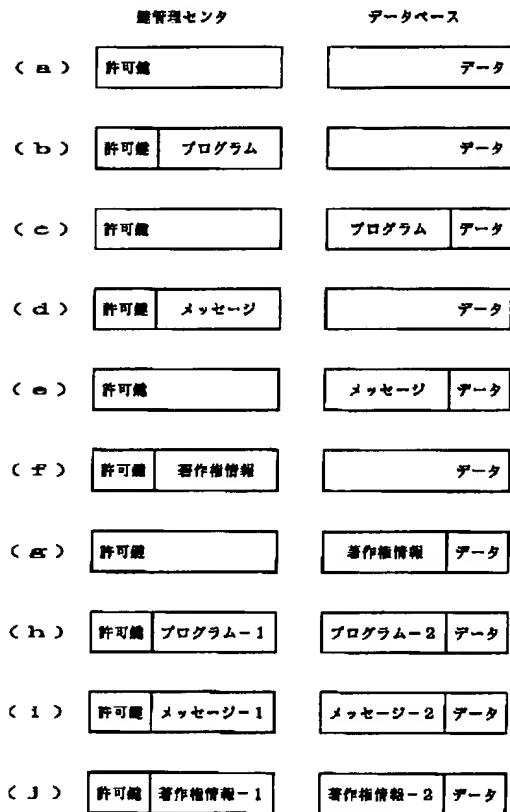 鍵管理センタ データベース
(a) 許可鍵 データ
(b) 許可鍵 プログラム データ
(c) 許可鍵 プログラム データ
(d) 許可鍵 メッセージ データ
(e) 許可鍵 メッセージ データ
(f) 許可鍵 著作権情報 データ
(g) 許可鍵 著作権情報 データ
(h) 許可鍵 プログラム－1 プログラム－2 データ
(i) 許可鍵 メッセージ－1 メッセージ－2 データ
(j) 許可鍵 著作権情報－1 著作権情報－2 データ